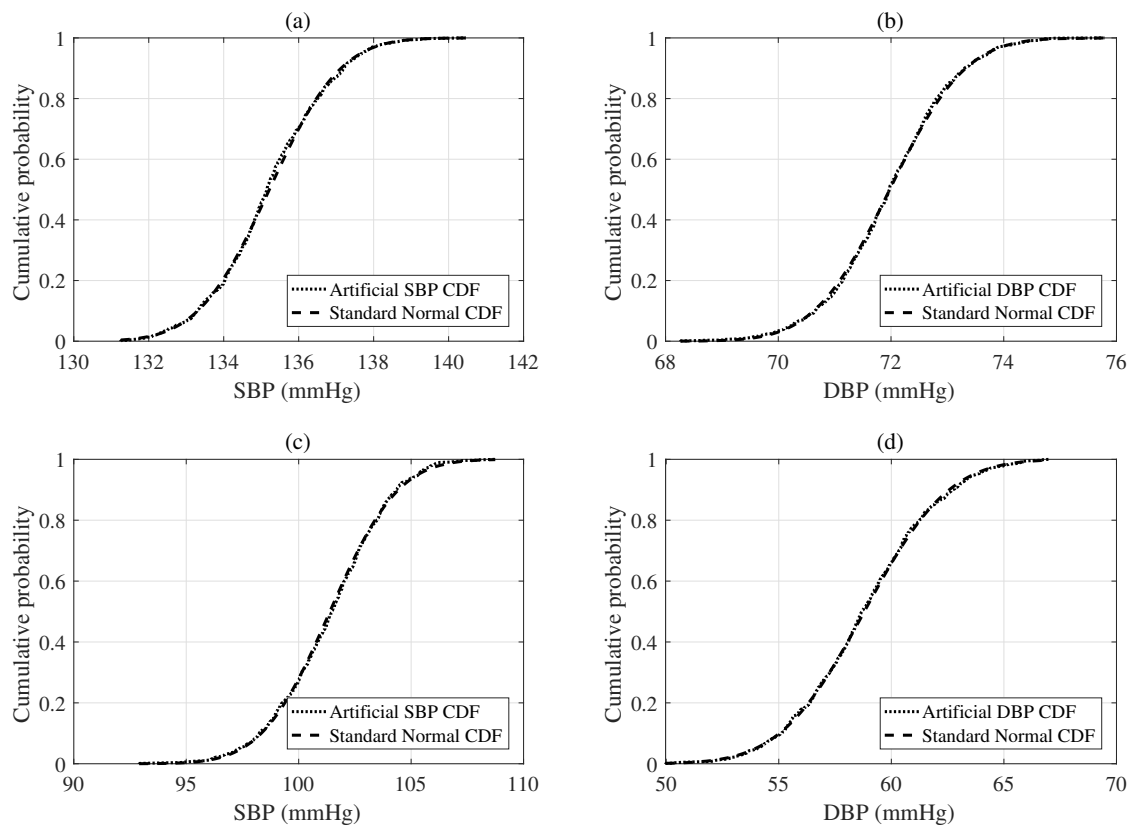 (a)
Cumulative probability
1
0.8
0.6
0.4
0.2
0
130
132
134
136
138
140
142
SBP (mmHg)
Artificial SBP CDF
Standard Normal CDF
(b)
Cumulative probability
1
0.8
0.6
0.4
0.2
0
68
70
72
74
76
DBP (mmHg)
Artificial DBP CDF
Standard Normal CDF
(c)
Cumulative probability
1
0.8
0.6
0.4
0.2
0
90
95
100
105
110
SBP (mmHg)
Artificial SBP CDF
Standard Normal CDF
(d)
Cumulative probability
1
0.8
0.6
0.4
0.2
0
50
55
60
65
70
DBP (mmHg)
Artificial DBP CDF
Standard Normal CDF